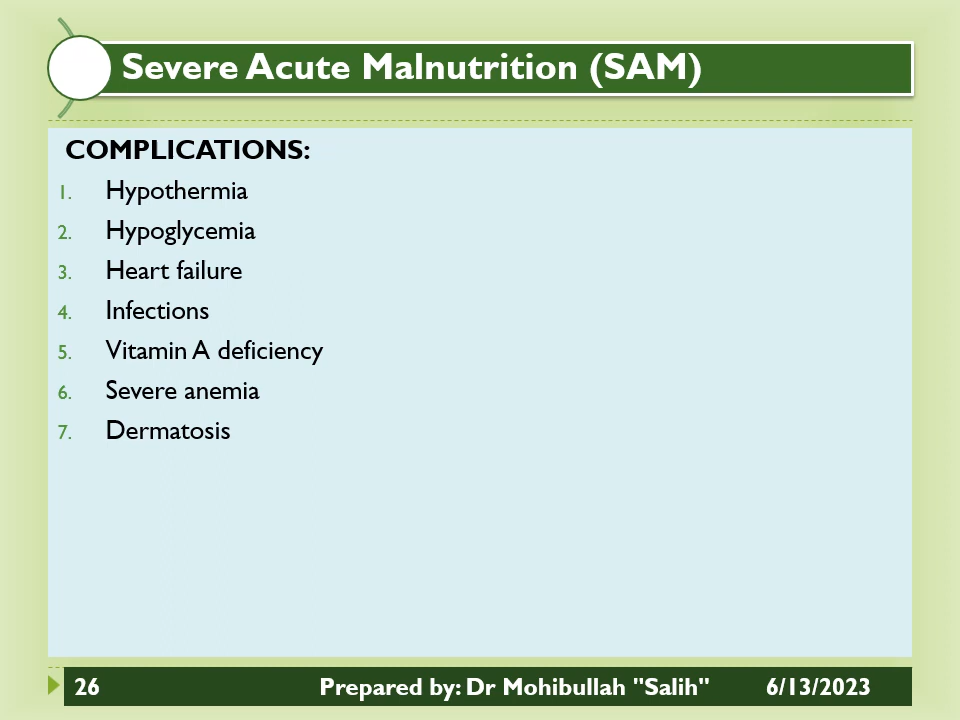 Severe Acute Malnutrition (SAM)
COMPLICATIONS:
1. Hypothermia
2. Hypoglycemia
3. Heart failure
4. Infections
5. Vitamin A deficiency
6. Severe anemia
7. Dermatosis
26 Prepared by: Dr Mohibullah "Salih" 6/13/2023